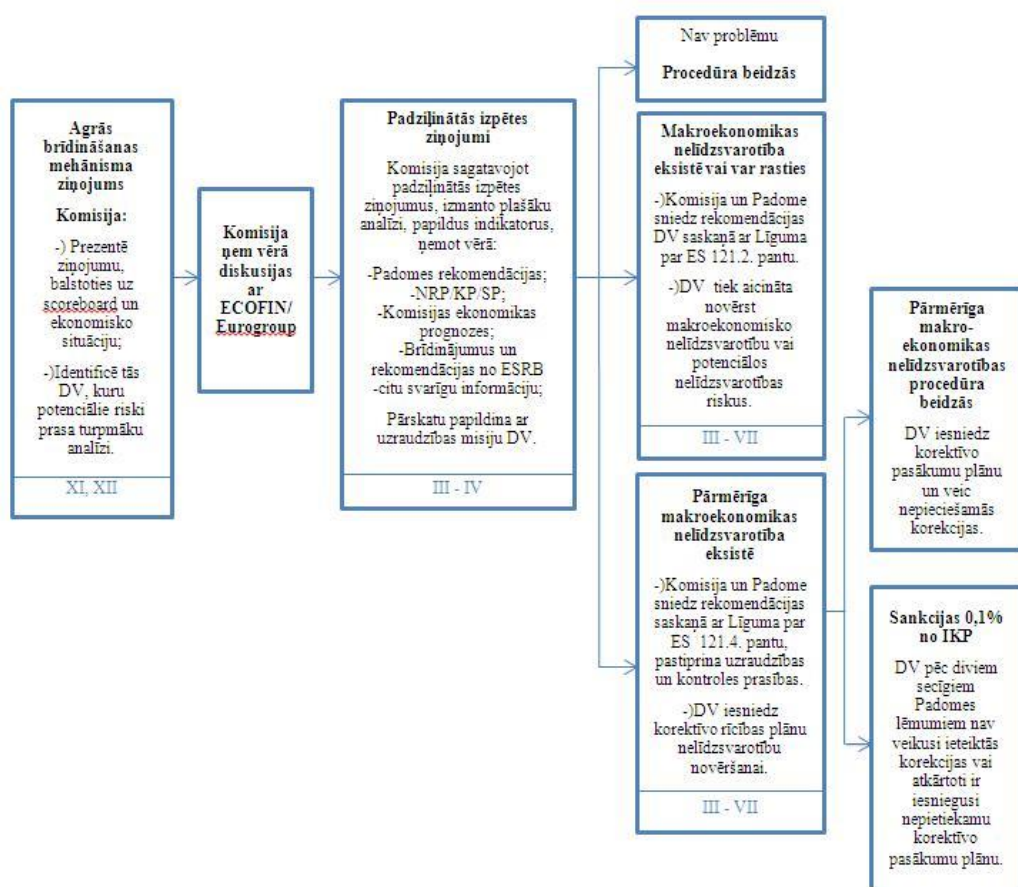 Agrās
brīdināšanas
mehānisma
ziņojums
Komisija:
-) Prezentē
ziņojumu,
balstoties uz
scoreboard un
ekonomisko
situāciju;
-)Identificē tās
DV, kuru
potenciālie riski
prasa turpmāku
analīzi.
XI, XII
Komisija
ņem vērā
diskusijas
ar
ECOFIN/
Eurogroup
Padziļinātās izpētes
ziņojumi
Komisija sagatavojot
padziļinātās izpētes
ziņojumus, izmanto plašāku
analīzi, papildus indikatorus,
ņemot vērā:
-Padomes rekomendācijas;
-NRP/KP/SP;
-Komisijas ekonomikas
prognozes;
-Brīdinājumus un
rekomendācijas no ESRB
-citu svarīgu informāciju;
Pārskatu papildina ar
uzraudzības misiju DV.
III - IV
Nav problēmu
Procedūra beidzās
Makroekonomikas
nelīdzsvarotība
eksistē vai var rasties
-)Komisija un Padome
sniedz rekomendācijas
DV saskaņā ar Līguma
par ES 121.2. pantu.
-)DV tiek aicināta
novērst
makroekonomisko
nelīdzsvarotību vai
potenciālos
nelīdzsvarotības
riskus.
III - VII
Pārmērīga
makroekonomikas
nelīdzsvarotība
eksistē
-)Komisija un Padome
sniedz rekomendācijas
saskaņā ar Līguma par
ES 121.4. pantu,
pastiprina uzraudzības
un kontroles prasības.
-)DV iesniedz
korektīvo rīcības plānu
nelīdzsvarotību
novēršanai.
III - VII
Pārmērīga
makro-
ekonomikas
nelīdzsvarotības
procedūra
beidzās
DV iesniedz
korektīvo
pasākumu plānu
un veic
nepieciešamās
korekcijas.
Sankcijas 0,1%
no IKP
DV pēc diviem
secīgiem
Padomes
lēmumiem nav
veikusi ieteiktās
korekcijas vai
atkārtoti ir
iesniegusi
nepietiekamu
korektīvo
pasākumu plānu.